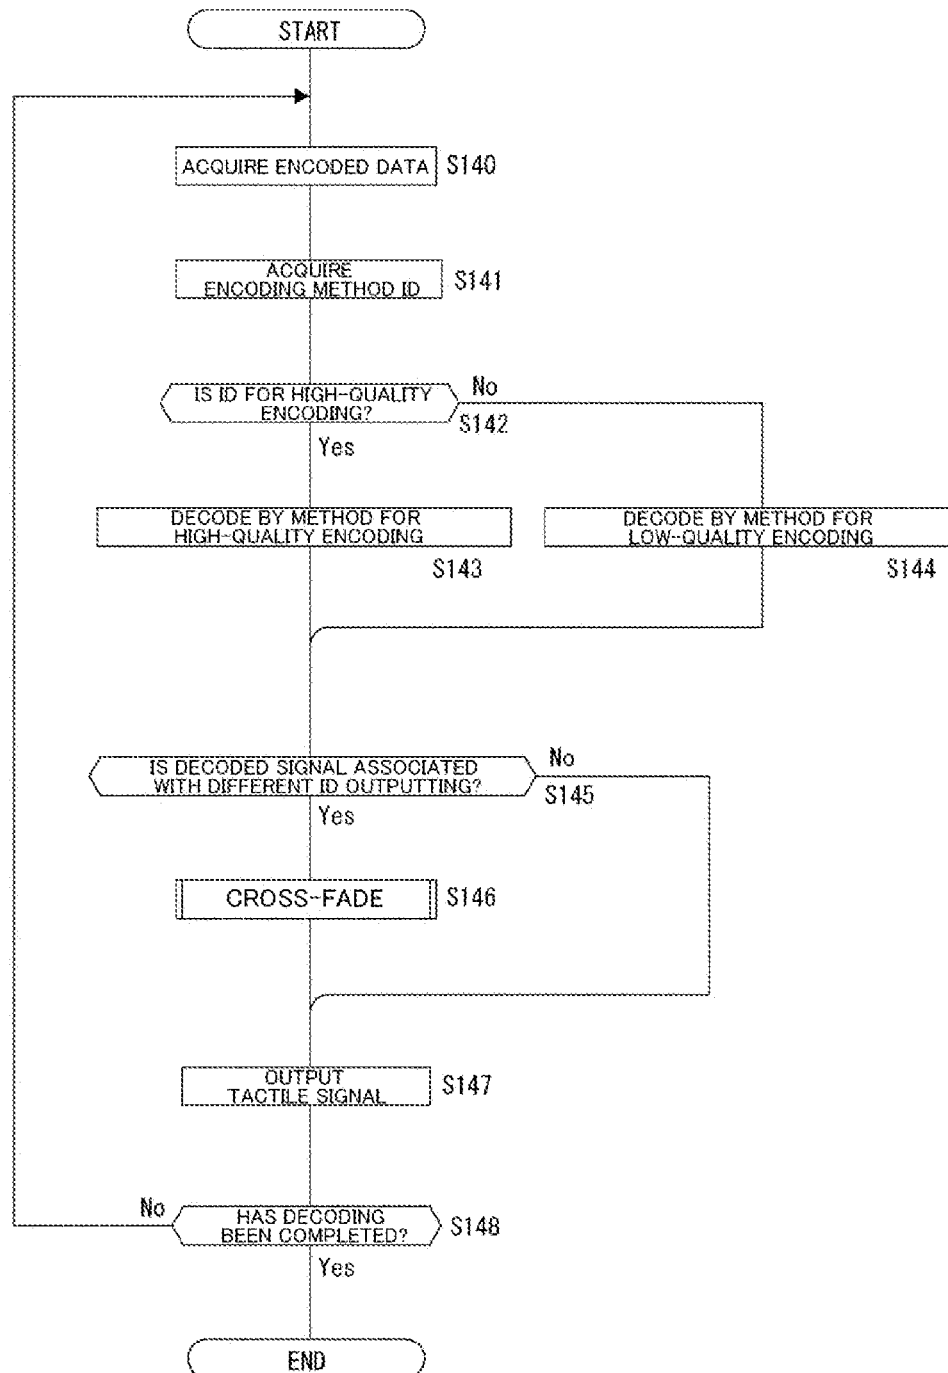 START
ACQUIRE ENCODED DATA S140
ACQUIRE
ENCODING METHOD ID S141
IS ID FOR HIGH-QUALITY
ENCODING?
No
S142
Yes
DECODE BY METHOD FOR
HIGH-QUALITY ENCODING
S143
DECODE BY METHOD FOR
LOW-QUALITY ENCODING
S144
IS DECODED SIGNAL ASSOCIATED
WITH DIFFERENT ID OUTPUTTING?
No
S145
Yes
CROSS-FADE S146
OUTPUT
TACTILE SIGNAL S147
No
HAS DECODING
BEEN COMPLETED? S148
Yes
END